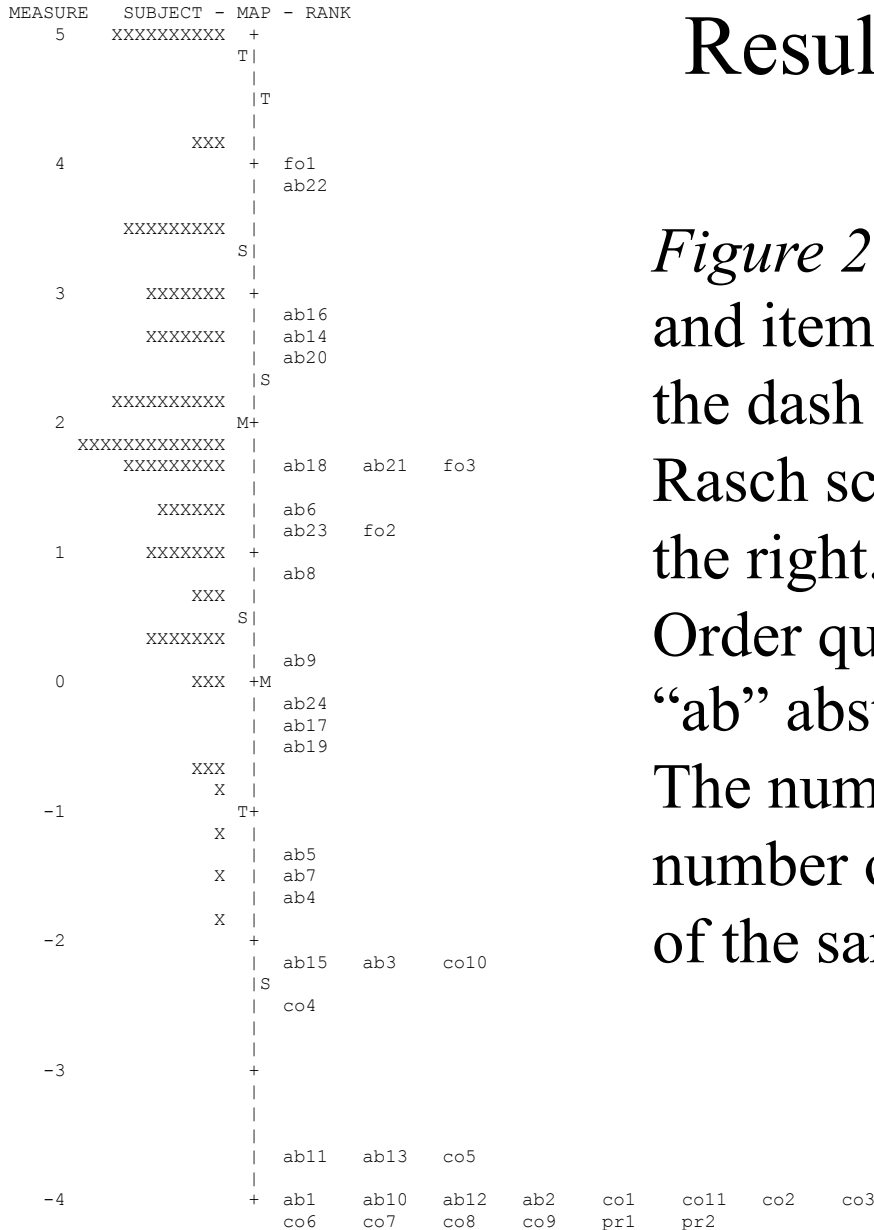 MEASURE   SUBJECT - MAP - RANK
5    XXXXXXXXXX  +
T|
|
|T
|
XXX  |
4                +  fo1
|  ab22
|
XXXXXXXXX  |
S|
|
3       XXXXXXX  +
|  ab16
XXXXXXX  |  ab14
|  ab20
|S
XXXXXXXXXX  |
2               M+
XXXXXXXXXXXXX  |
XXXXXXXXX  |  ab18   ab21   fo3
|
XXXXXX  |  ab6
|  ab23   fo2
1       XXXXXXX  +
|  ab8
XXX  |
S|
XXXXXXX  |
|  ab9
0           XXX  +M
|  ab24
|  ab17
|  ab19
XXX  |
X  |
-1               T+
X  |
|  ab5
X  |  ab7
|  ab4
X  |
-2                +
|  ab15   ab3    co10
|S
|  co4
|
|
-3                +
|
|
|
|  ab11   ab13   co5
|
-4                +  ab1    ab10   ab12   ab2    co1    co11   co2    co3
co6    co7    co8    co9    pr1    pr2
Resul
Figure 2
and item
the dash
Rasch sc
the right.
Order qu
“ab” abs
The num
number
of the sa